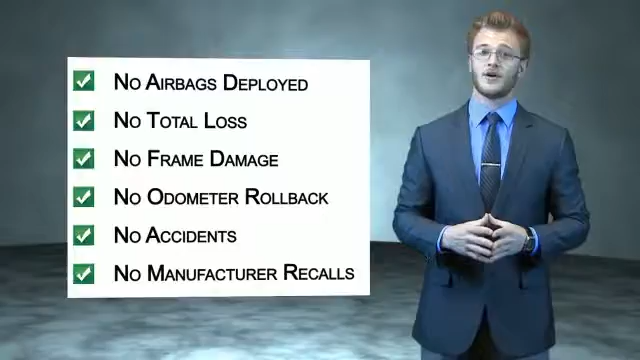 No Airbags Deployed
No Total Loss
No Frame Damage
No Odometer Rollback
No Accidents
No Manufacturer Recalls